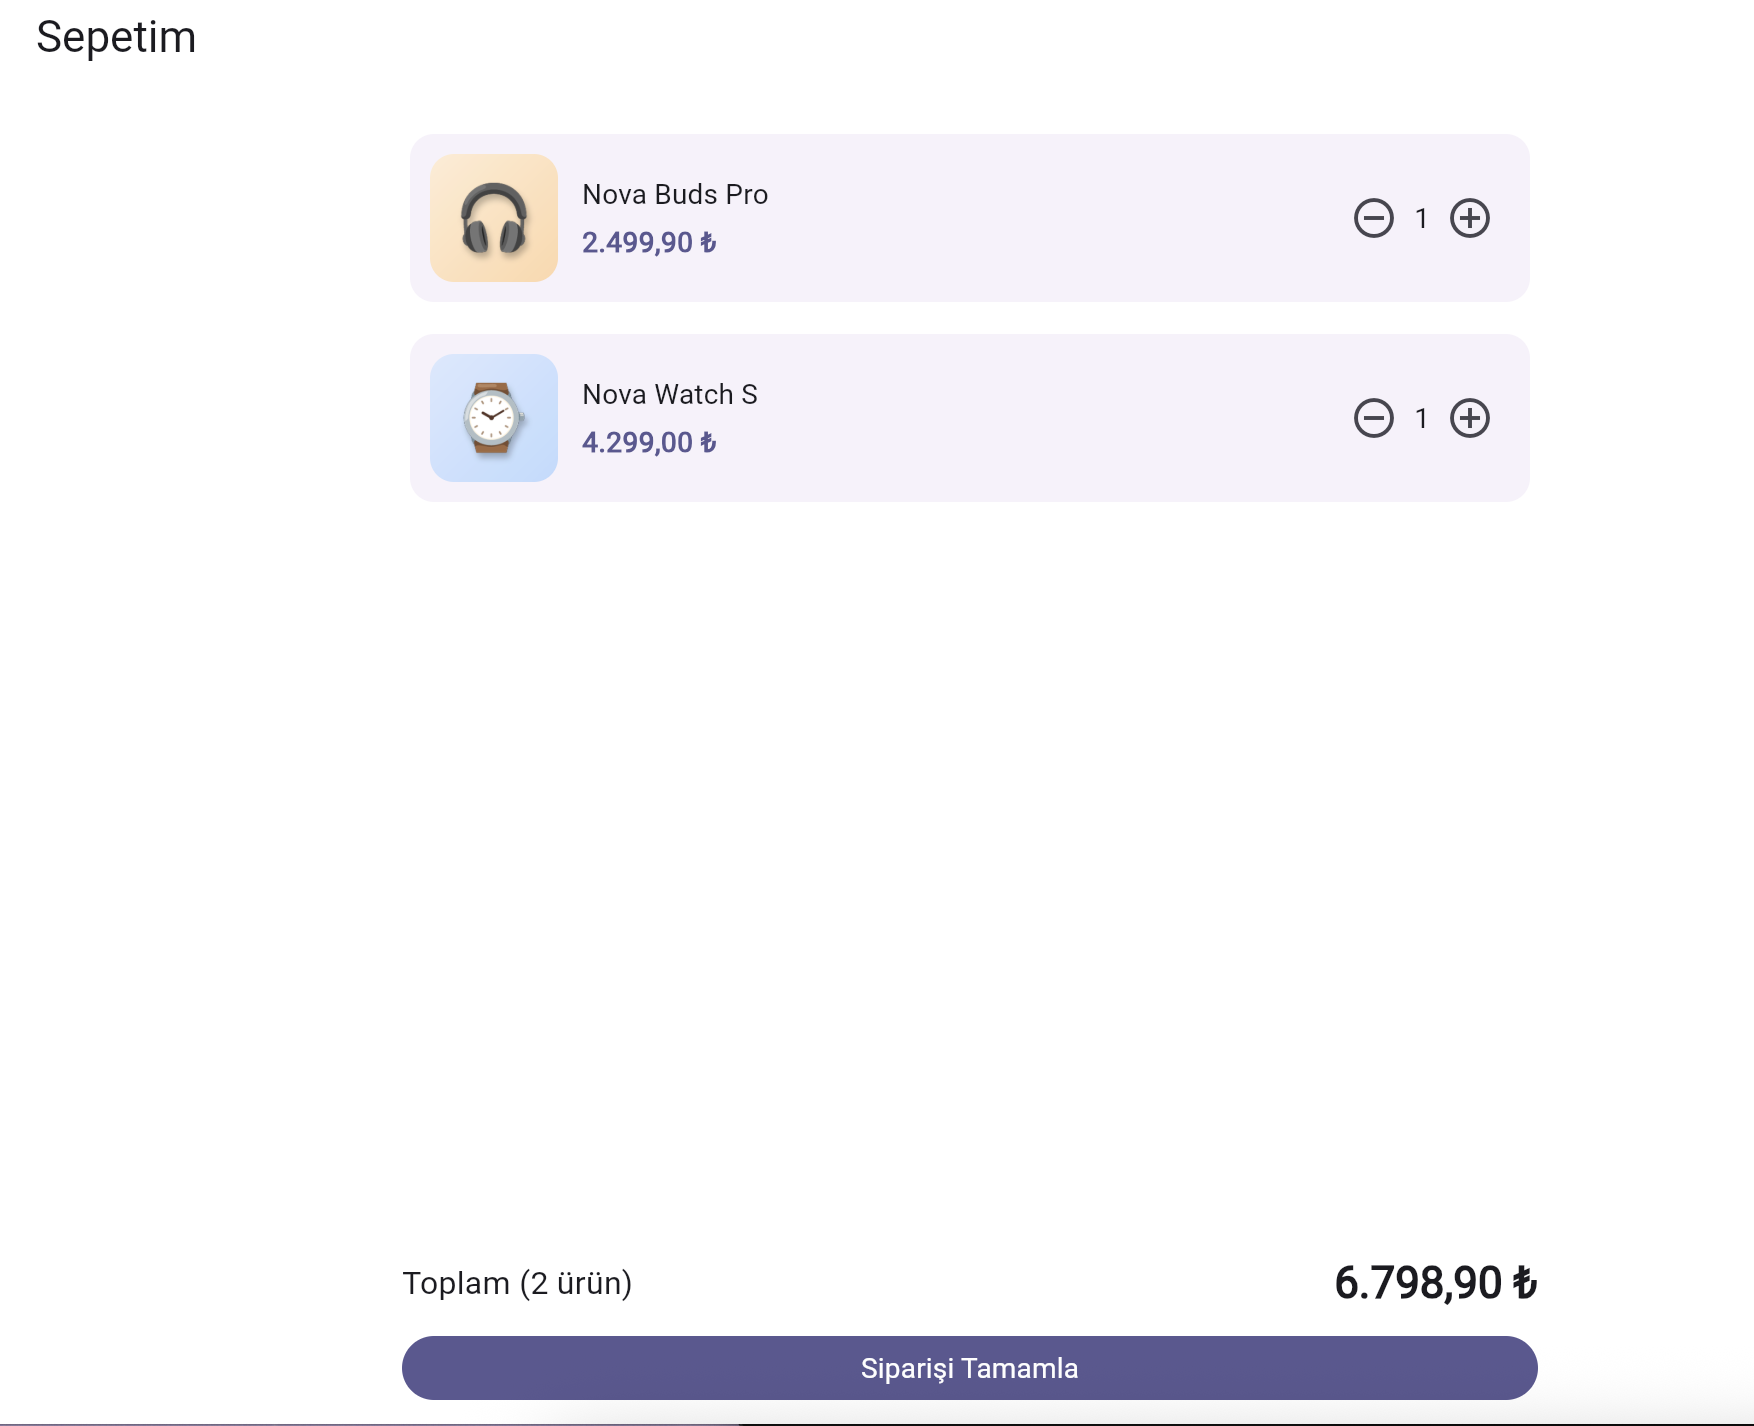 Sepetim
Nova Buds Pro
2.499,90 ₺
1
Nova Watch S
4.299,00 ₺
1
Toplam (2 ürün)
6.798,90 ₺
Siparişi Tamamla